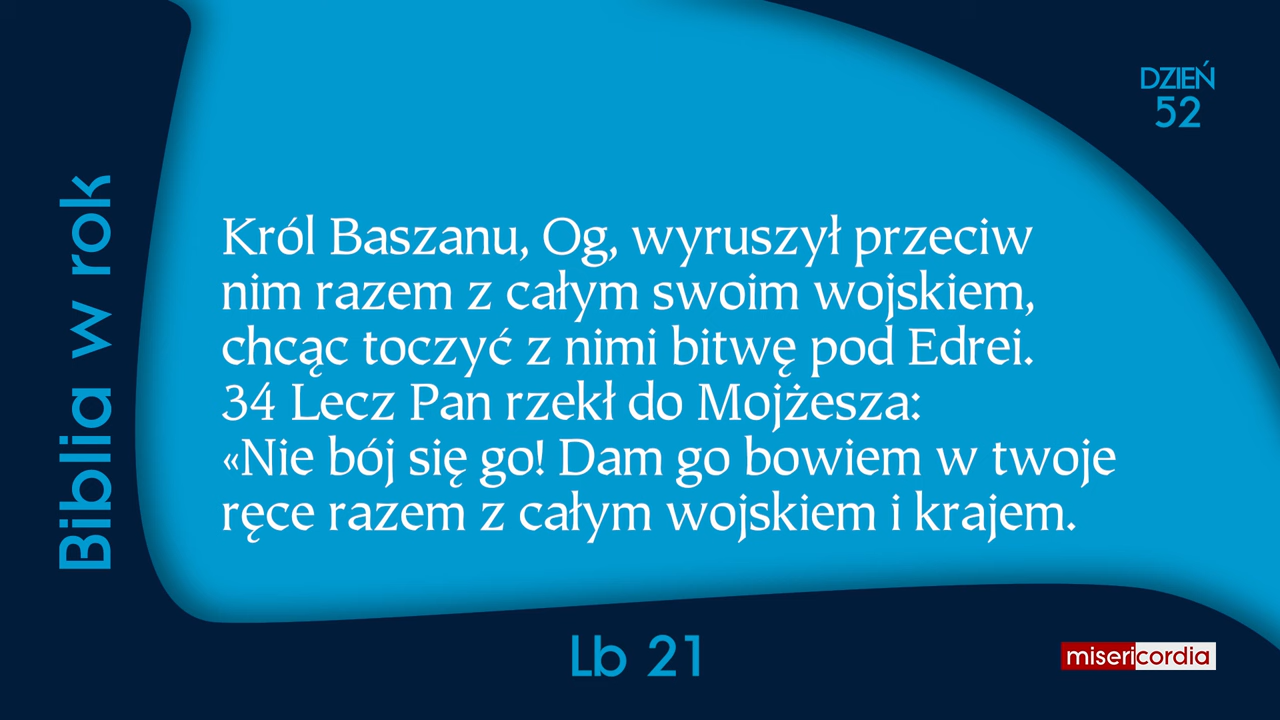 DZIEŃ
52
Biblia w rok
Król Baszanu, Og, wyruszył przeciw
nim razem z całym swoim wojskiem,
chcąc toczyć z nimi bitwę pod Edrei.
34 Lecz Pan rzekł do Mojżesza:
«Nie bój się go! Dam go bowiem w twoje
ręce razem z całym wojskiem i krajem.
Lb 21
misericordia